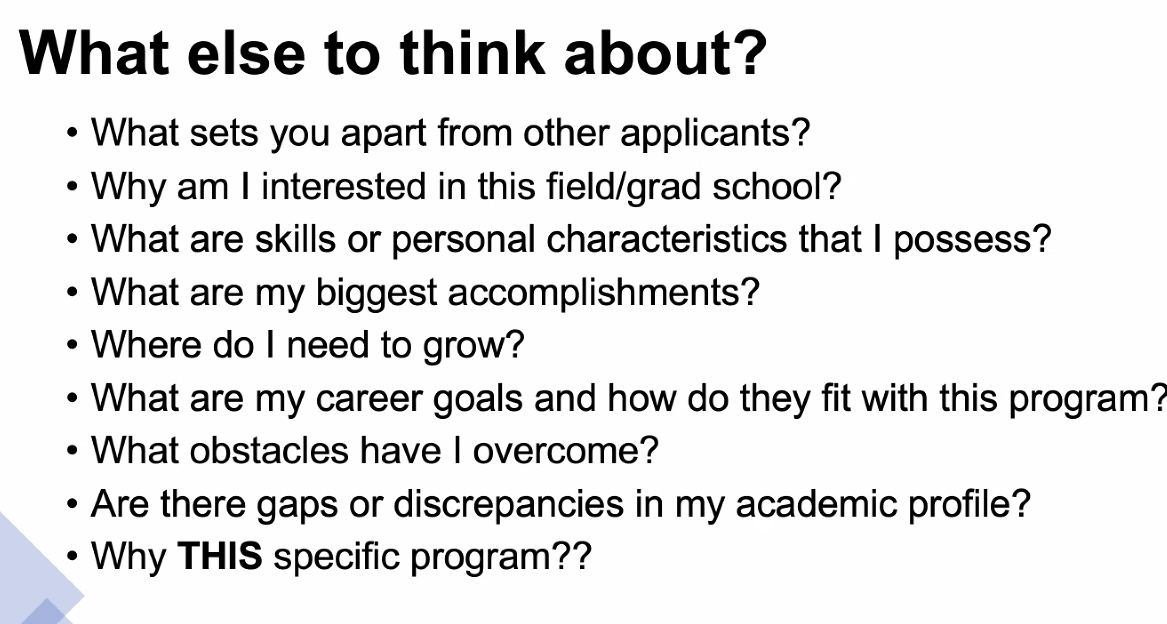 What else to think about?
• What sets you apart from other applicants?
• Why am I interested in this field/grad school?
• What are skills or personal characteristics that I possess?
• What are my biggest accomplishments?
• Where do I need to grow?
• What are my career goals and how do they fit with this program?
• What obstacles have I overcome?
• Are there gaps or discrepancies in my academic profile?
• Why THIS specific program??